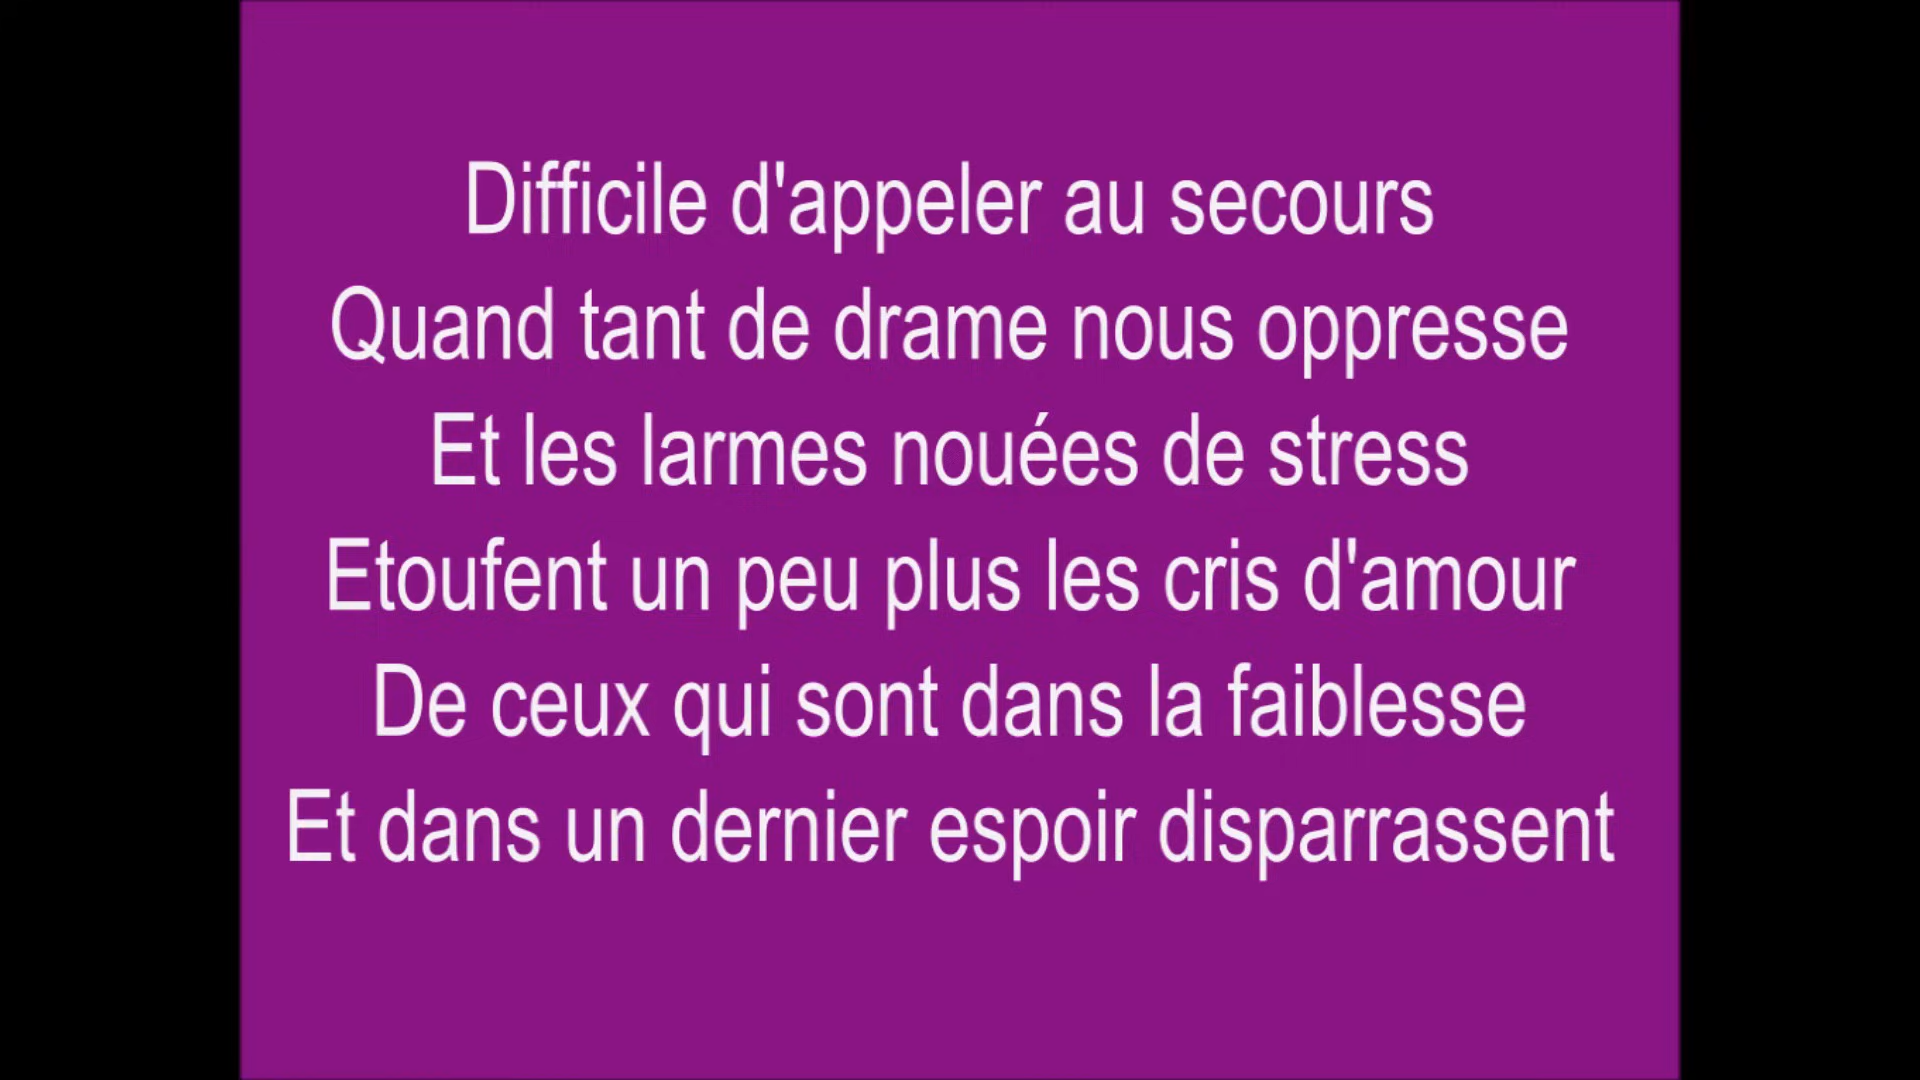 Difficile d'appeler au secours
Quand tant de drame nous oppresse
Et les larmes nouées de stress
Etoufent un peu plus les cris d'amour
De ceux qui sont dans la faiblesse
Et dans un dernier espoir disparrassent